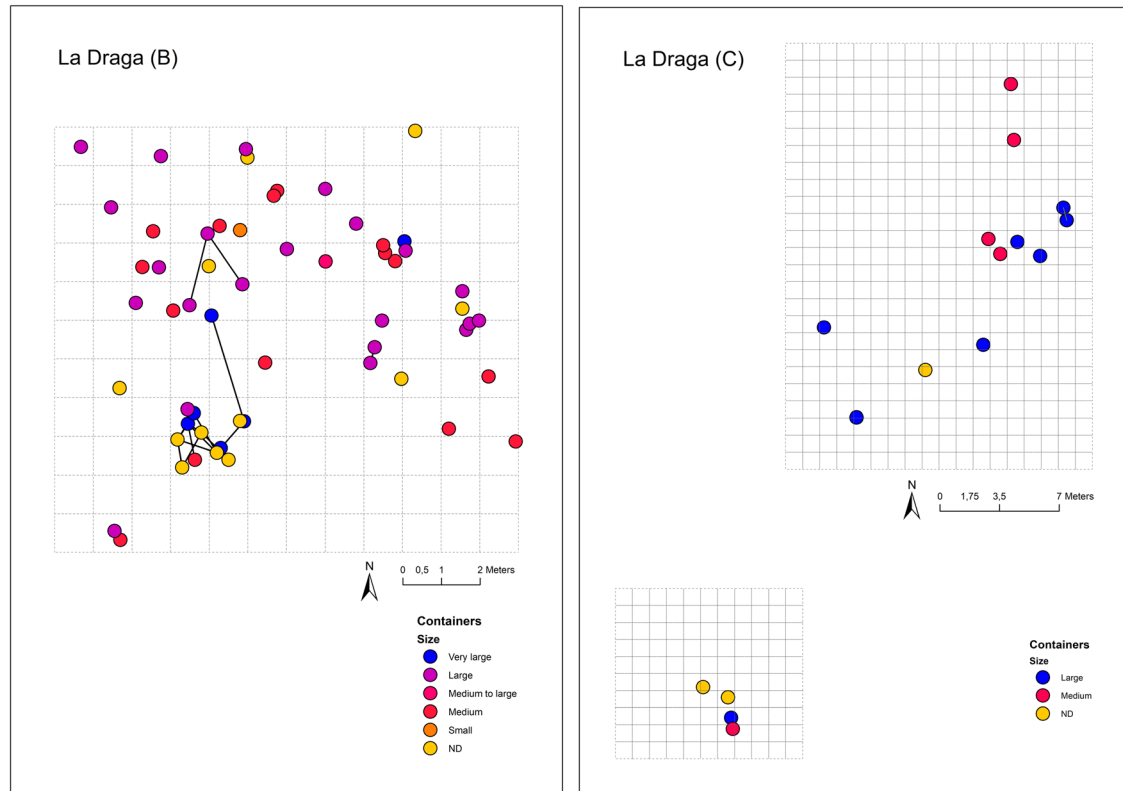 La Draga (B)
N
0 0,5 1 2 Meters
Containers
Size
Very large
Large
Medium to large
Medium
Small
ND
La Draga (C)
N
0 1,75 3,5 7 Meters
Containers
Size
Large
Medium
ND